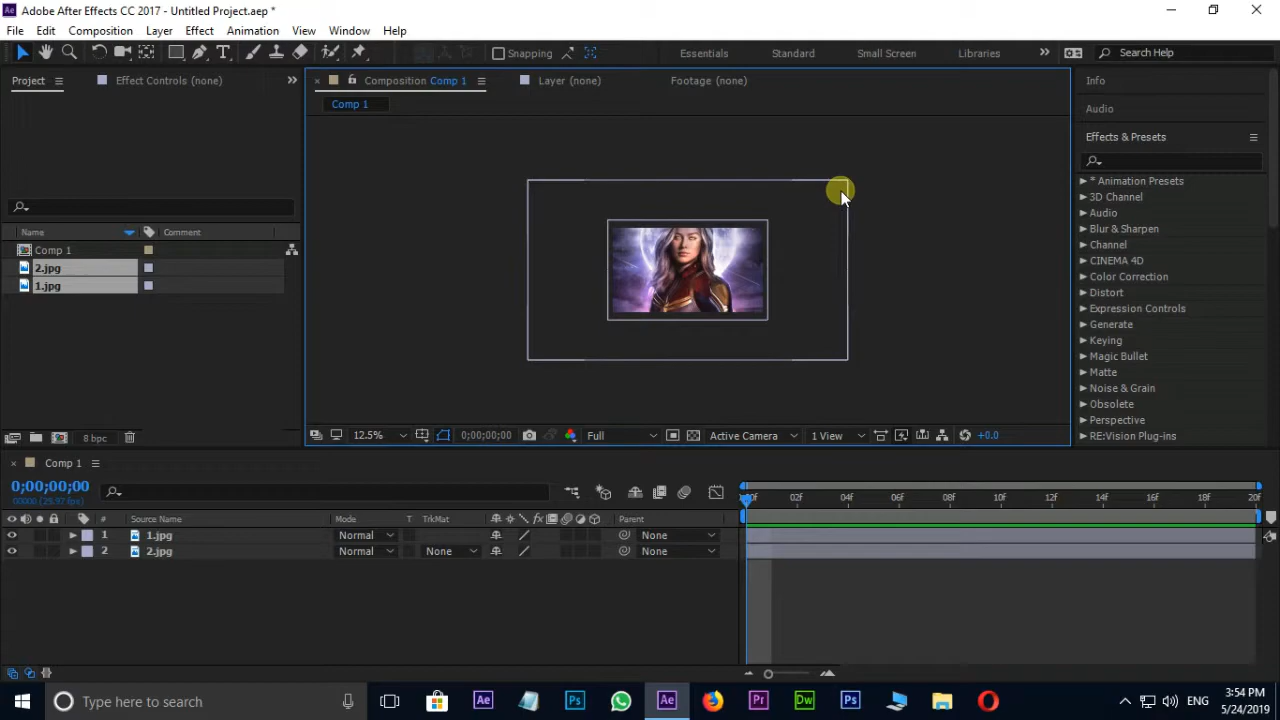 Adobe After Effects CC 2017 - Untitled Project.aep *
File Edit Composition Layer Effect Animation View Window Help
Snapping Essentials Standard Small Screen Libraries Search Help
Project Effect Controls (none) Composition Comp 1 Layer (none) Footage (none) Info
Comp 1 Audio
Effects & Presets
* Animation Presets
3D Channel
Audio
Blur & Sharpen
Channel
CINEMA 4D
Color Correction
Distort
Expression Controls
Generate
Keying
Magic Bullet
Matte
Noise & Grain
Obsolete
Perspective
RE:Vision Plug-ins
Name Comment
Comp 1
2.jpg
1.jpg
8 bpc 12.5% 0;00;00;00 Full Active Camera 1 View +0.0
Comp 1
0;00;00;00
00000 (29.97 fps)
:00f 02f 04f 06f 08f 10f 12f 14f 16f 18f 20f
# Source Name Mode T TrkMat Parent
1 1.jpg Normal None
2 2.jpg Normal None None
Type here to search ENG 3:54 PM
5/24/2019